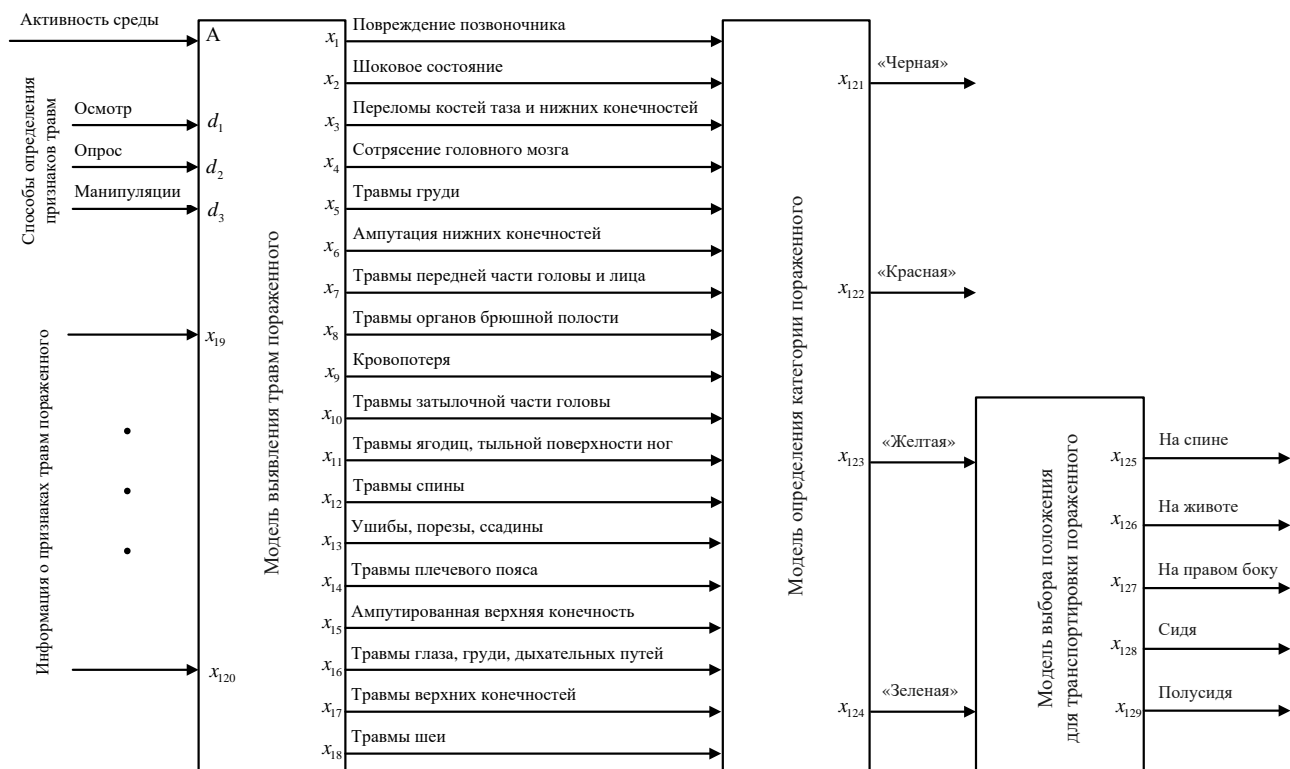 Активность среды
A
Способы определения
признаков травм
Осмотр
d1
Опрос
d2
Манипуляции
d3
Информация о признаках травм пораженного
x19
x120
Модель выявления травм пораженного
x1
Повреждение позвоночника
x2
Шоковое состояние
x3
Переломы костей таза и нижних конечностей
x4
Сотрясение головного мозга
x5
Травмы груди
x6
Ампутация нижних конечностей
x7
Травмы передней части головы и лица
x8
Травмы органов брюшной полости
x9
Кровопотеря
x10
Травмы затылочной части головы
x11
Травмы ягодиц, тыльной поверхности ног
x12
Травмы спины
x13
Ушибы, порезы, ссадины
x14
Травмы плечевого пояса
x15
Ампутированная верхняя конечность
x16
Травмы глаза, груди, дыхательных путей
x17
Травмы верхних конечностей
x18
Травмы шеи
Модель определения категории пораженного
x121
«Черная»
x122
«Красная»
x123
«Желтая»
x124
«Зеленая»
Модель выбора положения
для транспортировки пораженного
x125
На спине
x126
На животе
x127
На правом боку
x128
Сидя
x129
Полусидя